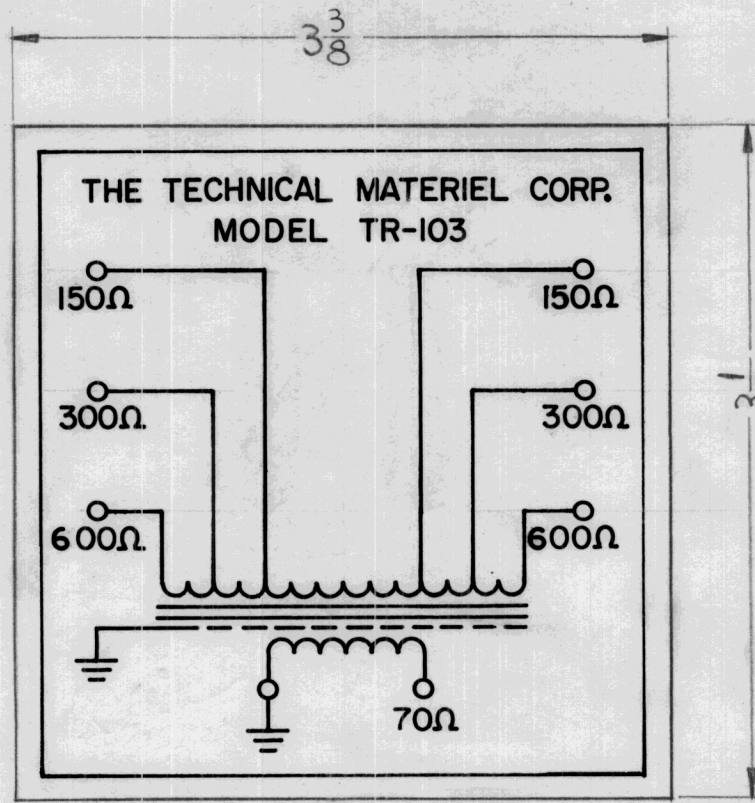 3 3/8
THE TECHNICAL MATERIEL CORP.
MODEL TR-103
150Ω 150Ω
300Ω. 300Ω
600Ω. 600Ω
70Ω